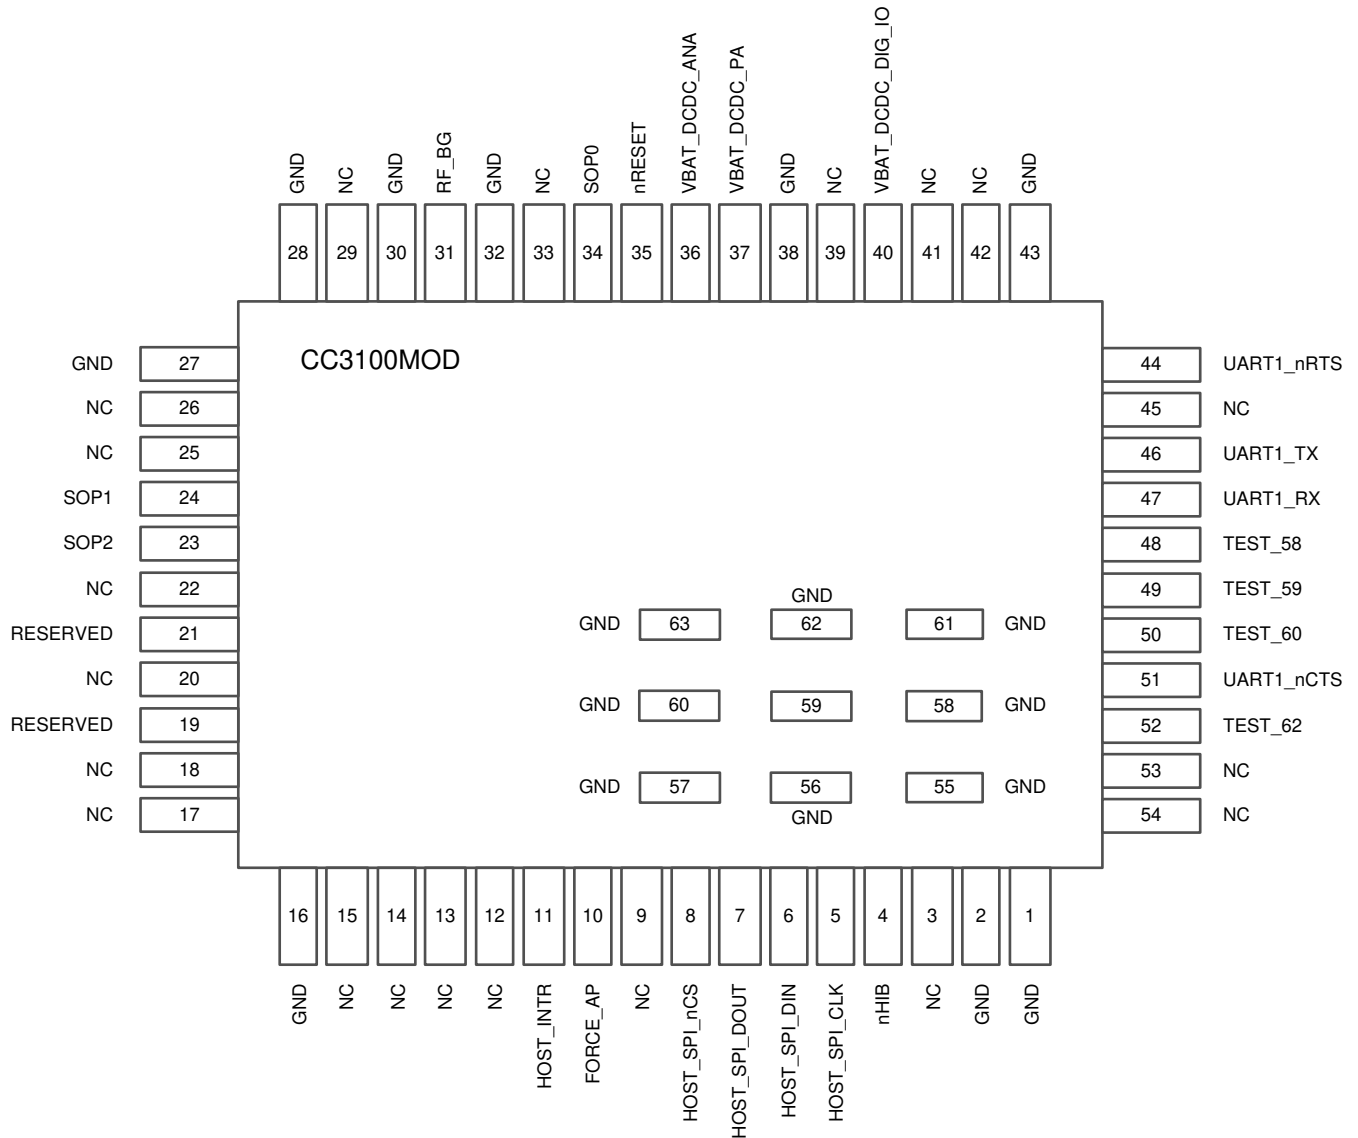 GND NC GND RF_BG GND NC SOP0 nRESET VBAT_DCDC_ANA VBAT_DCDC_PA GND NC VBAT_DCDC_DIG_IO NC NC GND
28 29 30 31 32 33 34 35 36 37 38 39 40 41 42 43
CC3100MOD
GND 27 44 UART1_nRTS
NC 26 45 NC
NC 25 46 UART1_TX
SOP1 24 47 UART1_RX
SOP2 23 48 TEST_58
NC 22 49 TEST_59
GND
RESERVED 21 GND 63 62 61 GND 50 TEST_60
NC 20 51 UART1_nCTS
GND 60 59 58 GND
RESERVED 19 52 TEST_62
NC 18 53 NC
GND 57 56 55 GND
NC 17 GND 54 NC
16 15 14 13 12 11 10 9 8 7 6 5 4 3 2 1
GND NC NC NC NC HOST_INTR FORCE_AP NC HOST_SPI_nCS HOST_SPI_DOUT HOST_SPI_DIN HOST_SPI_CLK nHIB NC GND GND